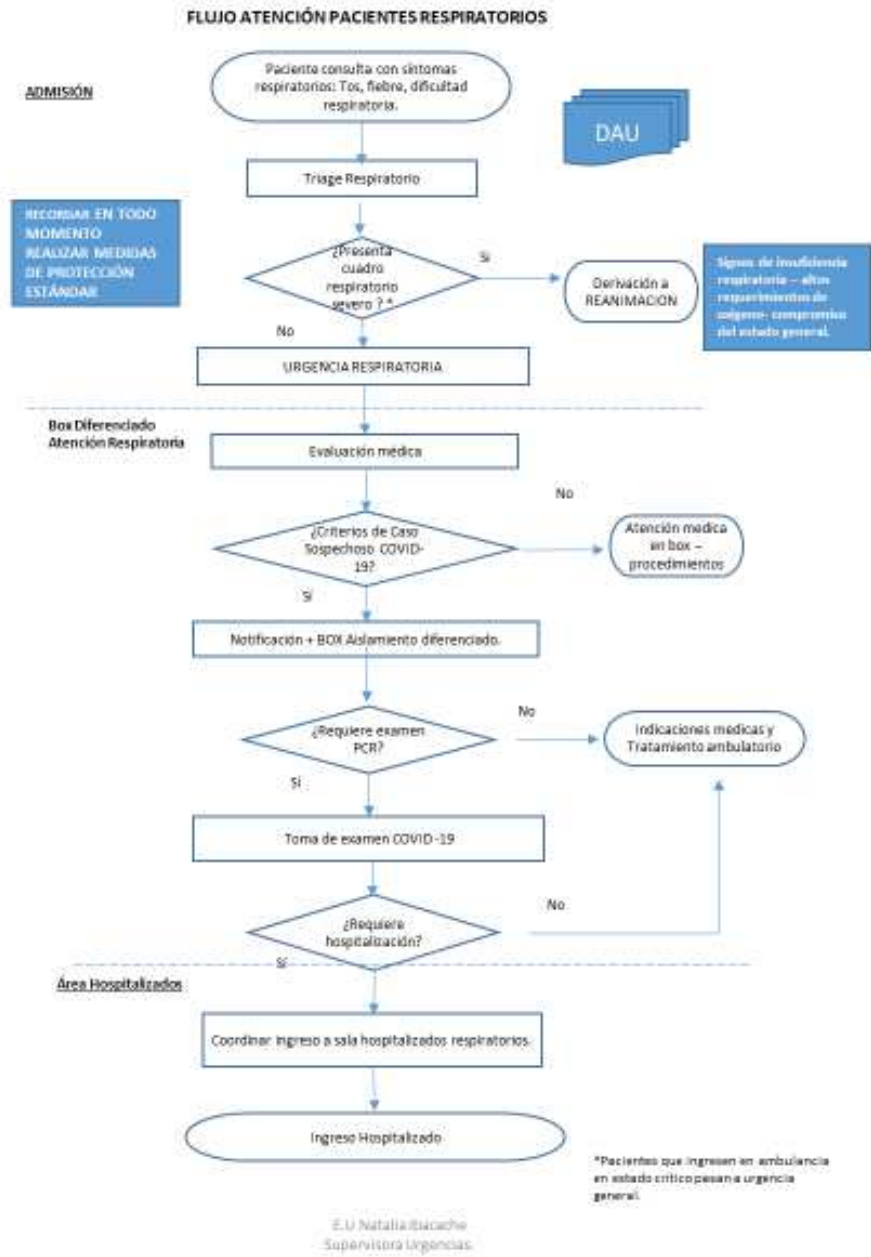 FLUJO ATENCIÓN PACIENTES RESPIRATORIOS
ADMISIÓN
Paciente consulta con síntomas
respiratorios: Tos, fiebre, dificultad
respiratoria.
DAU
Triage Respiratorio
RECORDAR EN TODO
MOMENTO
REALIZAR MEDIDAS
DE PROTECCIÓN
ESTÁNDAR
¿Presenta
cuadro
respiratorio
severo ? *
Si
Derivación a
REANIMACION
Signos de insuficiencia
respiratoria – altos
requerimientos de
oxígeno- compromiso
del estado general.
No
URGENCIA RESPIRATORIA
Box Diferenciado
Atención Respiratoria
Evaluación médica
No
¿Criterios de Caso
Sospechoso COVID-
19?
Atención medica
en box –
procedimientos
Sí
Notificación + BOX Aislamiento diferenciado.
No
¿Requiere examen
PCR?
Indicaciones medicas y
Tratamiento ambulatorio
Sí
Toma de examen COVID -19
No
¿Requiere
hospitalización?
Sí
Área Hospitalizados
Coordinar ingreso a sala hospitalizados respiratorios.
Ingreso Hospitalizado
*Pacientes que ingresen en ambulancia
en estado crítico pasan a urgencia
general.
E.U Natalia Ibacache
Supervisora Urgencias